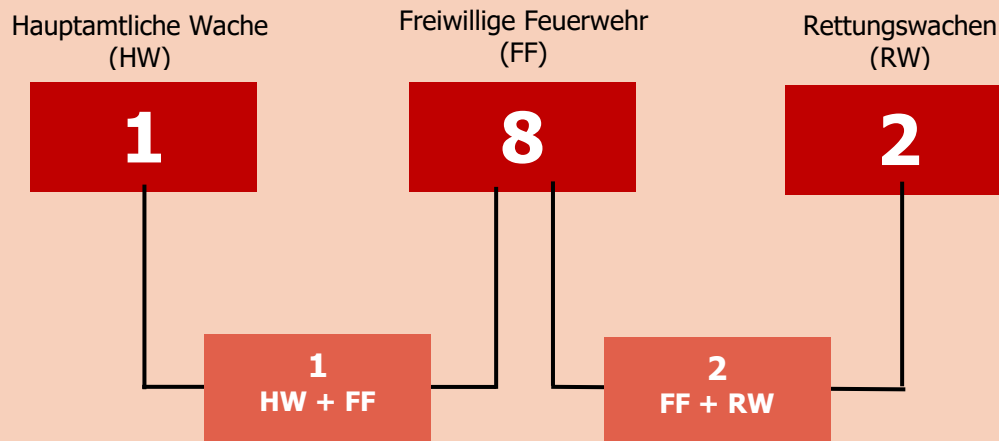 Hauptamtliche Wache
(HW)
Freiwillige Feuerwehr
(FF)
Rettungswachen
(RW)
1
8
2
1
HW + FF
2
FF + RW